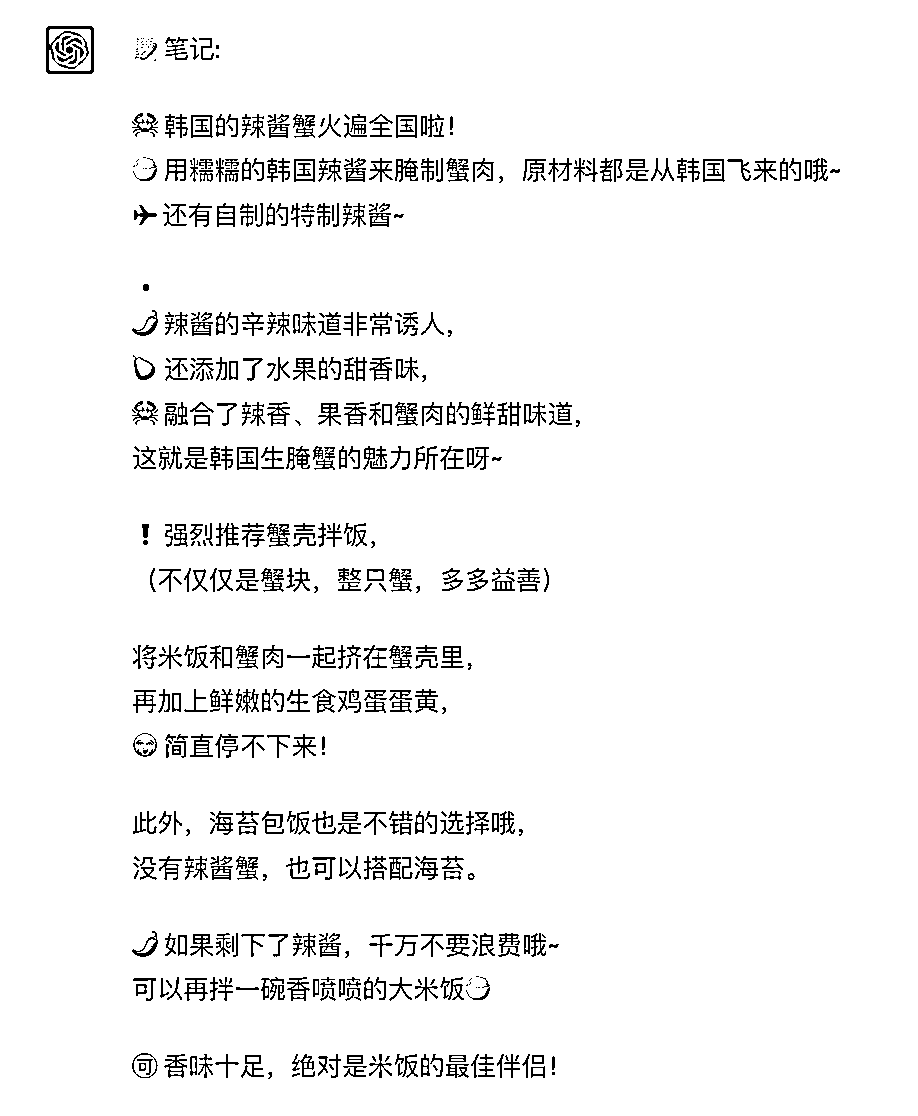 笔记:
🦀韩国的辣酱蟹火遍全国啦!
用糯糯的韩国辣酱来腌制蟹肉，原材料都是从韩国飞来的哦~
✈还有自制的特制辣酱~
·
🌶辣酱的辛辣味道非常诱人，
还添加了水果的甜香味，
🦀融合了辣香、果香和蟹肉的鲜甜味道，
这就是韩国生腌蟹的魅力所在呀~
❗强烈推荐蟹壳拌饭，
（不仅仅是蟹块，整只蟹，多多益善）
将米饭和蟹肉一起挤在蟹壳里，
再加上鲜嫩的生食鸡蛋蛋黄，
😍简直停不下来!
此外，海苔包饭也是不错的选择哦，
没有辣酱蟹，也可以搭配海苔。
🌶如果剩下了辣酱，千万不要浪费哦~
可以再拌一碗香喷喷的大米饭
🉑香味十足，绝对是米饭的最佳伴侣!